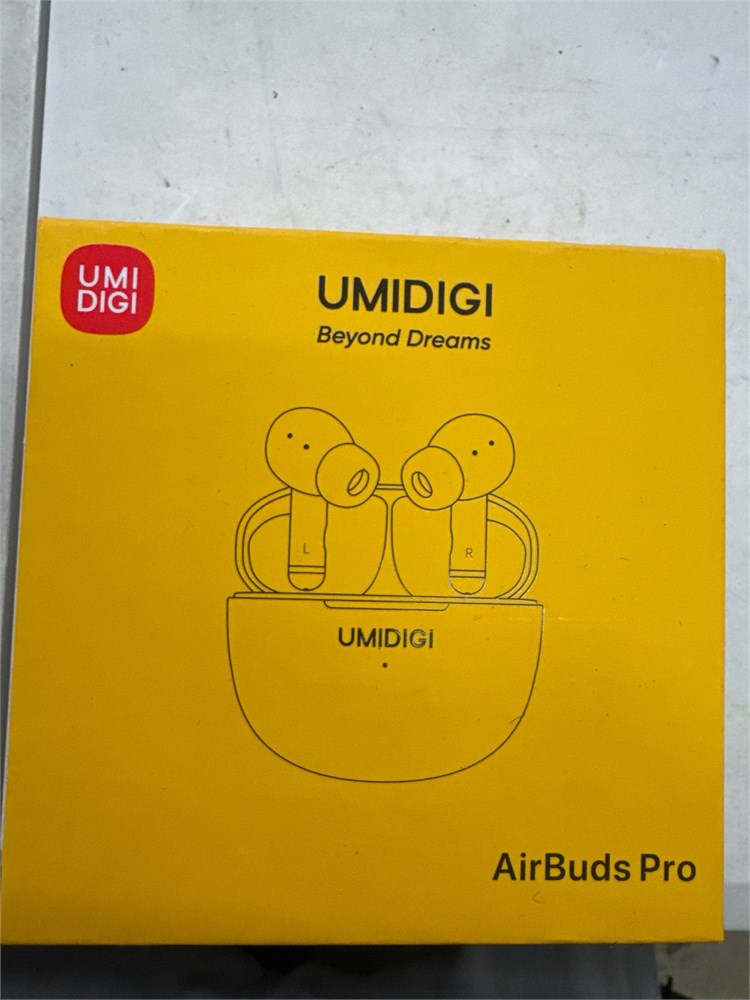 UMI
DIGI
UMIDIGI
Beyond Dreams
L
R
UMIDIGI
AirBuds Pro